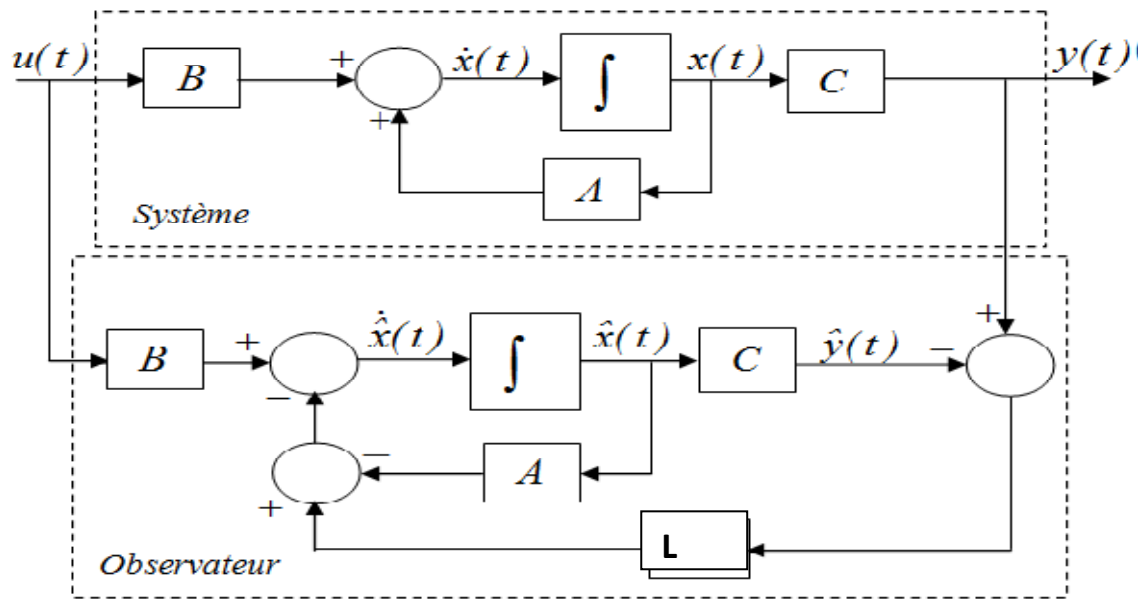 u(t)
B
+
+
ẋ(t)
∫
x(t)
C
y(t)
A
Système
B
+
−
x̂̇(t)
∫
x̂(t)
C
ŷ(t)
−
+
−
+
A
L
Observateur